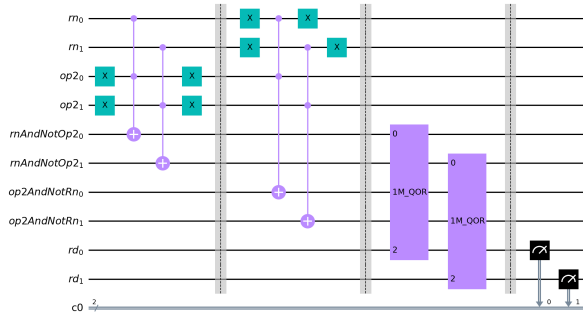 rn0 X X
rn1 X X
op20 X X
op21 X X
rnAndNotOp20 0
rnAndNotOp21 0
op2AndNotRn0 1M_QOR
op2AndNotRn1 1M_QOR
rd0 2
rd1 2
c0 2 0 1